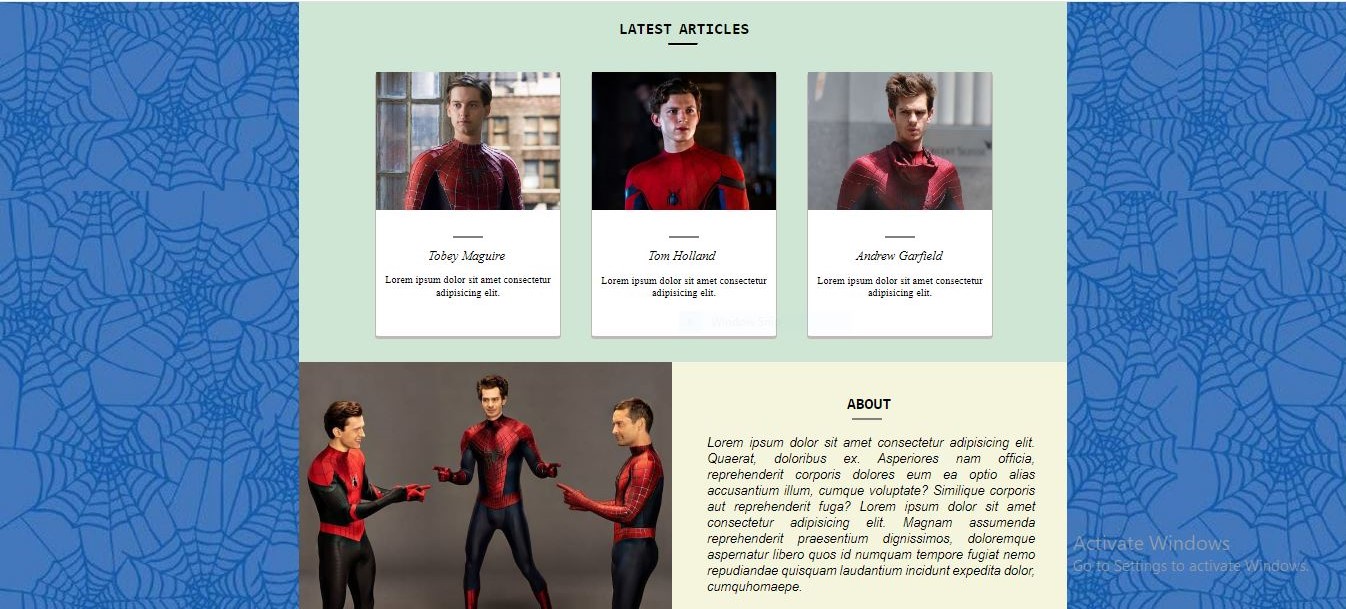 LATEST ARTICLES
Tobey Maguire
Lorem ipsum dolor sit amet consectetur
adipisicing elit.
Tom Holland
Lorem ipsum dolor sit amet consectetur
adipisicing elit.
Andrew Garfield
Lorem ipsum dolor sit amet consectetur
adipisicing elit.
ABOUT
Lorem ipsum dolor sit amet consectetur adipisicing elit.
Quaerat, doloribus ex. Asperiores nam officia,
reprehenderit corporis dolores eum ea optio alias
accusantium illum, cumque voluptate? Similique corporis
aut reprehenderit fuga? Lorem ipsum dolor sit amet
consectetur adipisicing elit. Magnam assumenda
reprehenderit praesentium dignissimos, doloremque
aspernatur libero quos id numquam tempore fugiat nemo
repudiandae quisquam laudantium incidunt expedita dolor,
cumquhomaepe.
Activate Windows
Go to Settings to activate Windows.